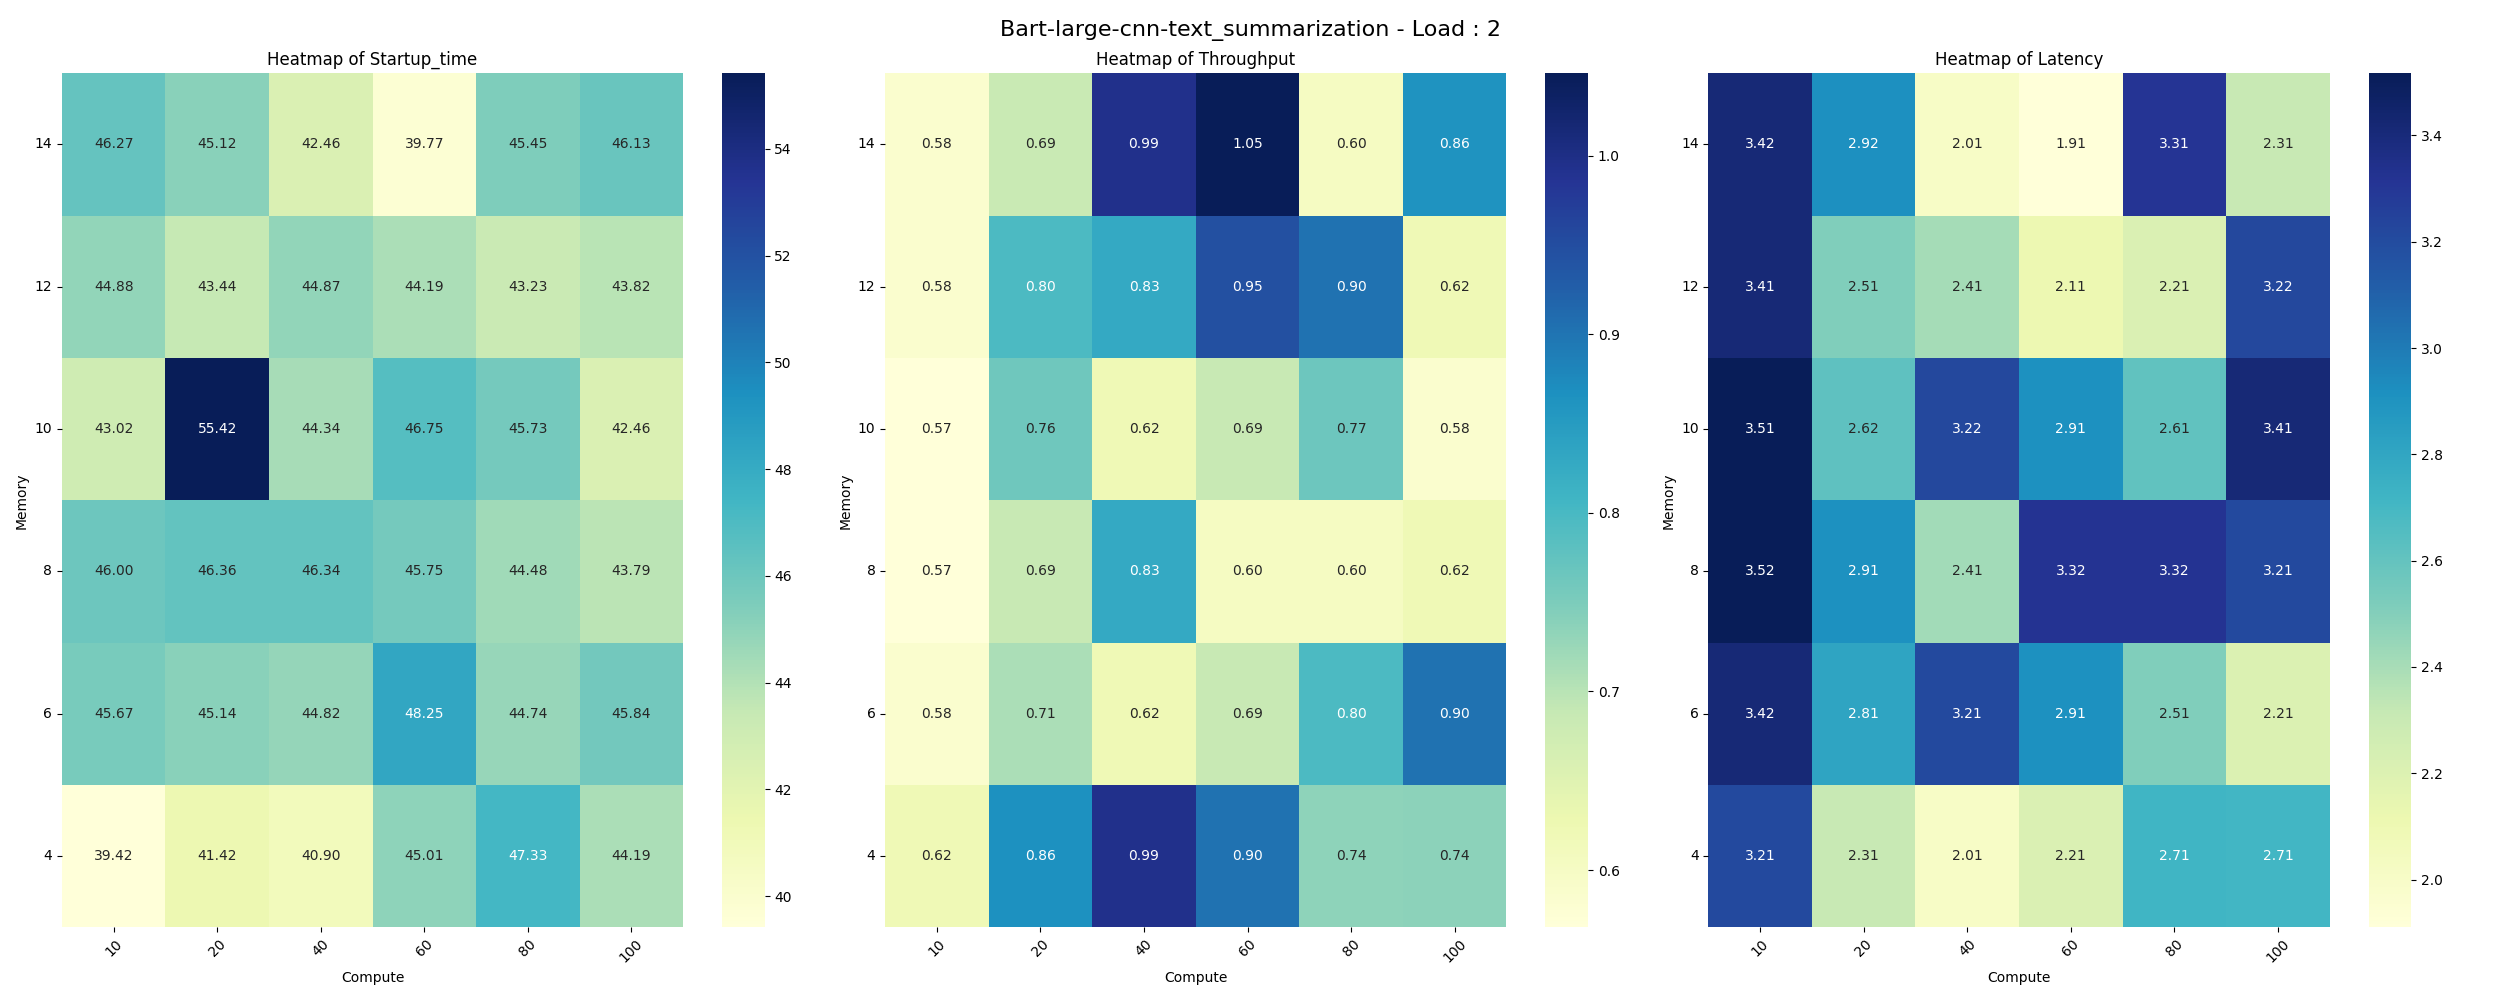 Bart-large-cnn-text_summarization - Load : 2
Heatmap of Startup_time
14 46.27 45.12 42.46 39.77 45.45 46.13
12 44.88 43.44 44.87 44.19 43.23 43.82
10 43.02 55.42 44.34 46.75 45.73 42.46
8 46.00 46.36 46.34 45.75 44.48 43.79
6 45.67 45.14 44.82 48.25 44.74 45.84
4 39.42 41.42 40.90 45.01 47.33 44.19
10 20 40 60 80 100
Memory
Compute
54
52
50
48
46
44
42
40
Heatmap of Throughput
14 0.58 0.69 0.99 1.05 0.60 0.86
12 0.58 0.80 0.83 0.95 0.90 0.62
10 0.57 0.76 0.62 0.69 0.77 0.58
8 0.57 0.69 0.83 0.60 0.60 0.62
6 0.58 0.71 0.62 0.69 0.80 0.90
4 0.62 0.86 0.99 0.90 0.74 0.74
10 20 40 60 80 100
Memory
Compute
1.0
0.9
0.8
0.7
0.6
Heatmap of Latency
14 3.42 2.92 2.01 1.91 3.31 2.31
12 3.41 2.51 2.41 2.11 2.21 3.22
10 3.51 2.62 3.22 2.91 2.61 3.41
8 3.52 2.91 2.41 3.32 3.32 3.21
6 3.42 2.81 3.21 2.91 2.51 2.21
4 3.21 2.31 2.01 2.21 2.71 2.71
10 20 40 60 80 100
Memory
Compute
3.4
3.2
3.0
2.8
2.6
2.4
2.2
2.0